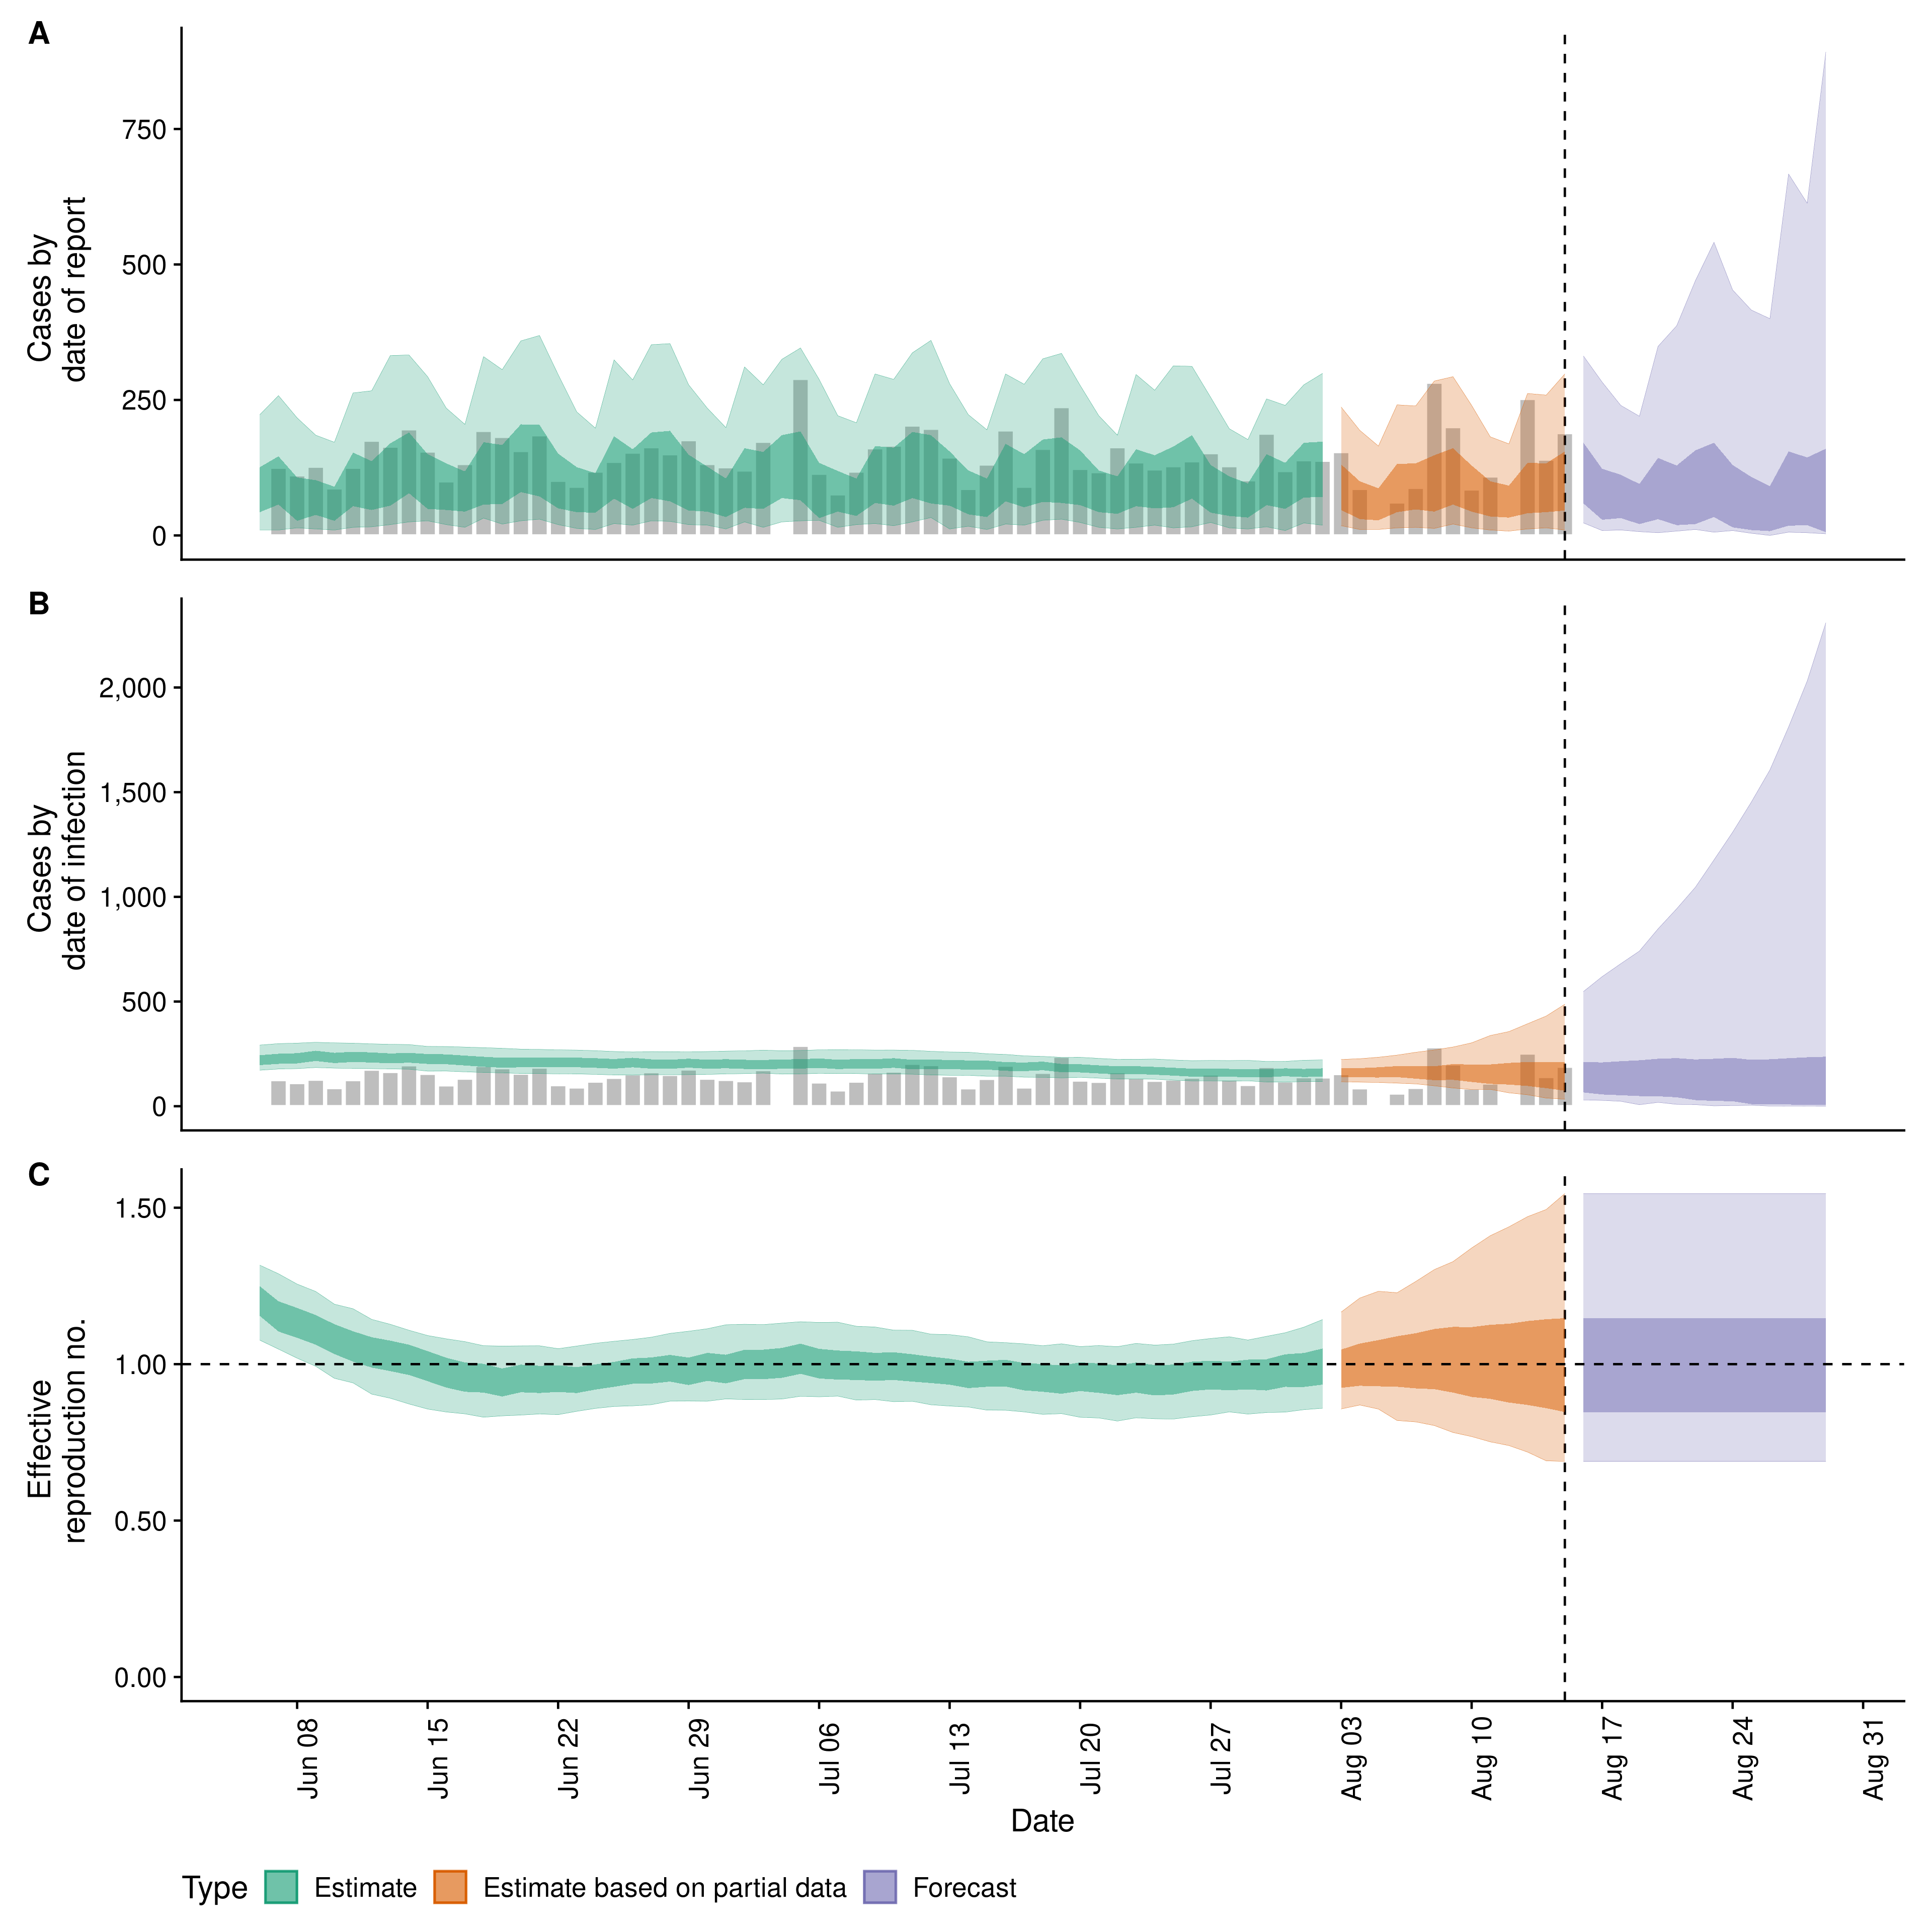 A
Cases by
date of report
750
500
250
0
B
Cases by
date of infection
2,000
1,500
1,000
500
0
C
Effective
reproduction no.
1.50
1.00
0.50
0.00
Jun 08
Jun 15
Jun 22
Jun 29
Jul 06
Jul 13
Jul 20
Jul 27
Aug 03
Aug 10
Aug 17
Aug 24
Aug 31
Date
Type Estimate Estimate based on partial data Forecast